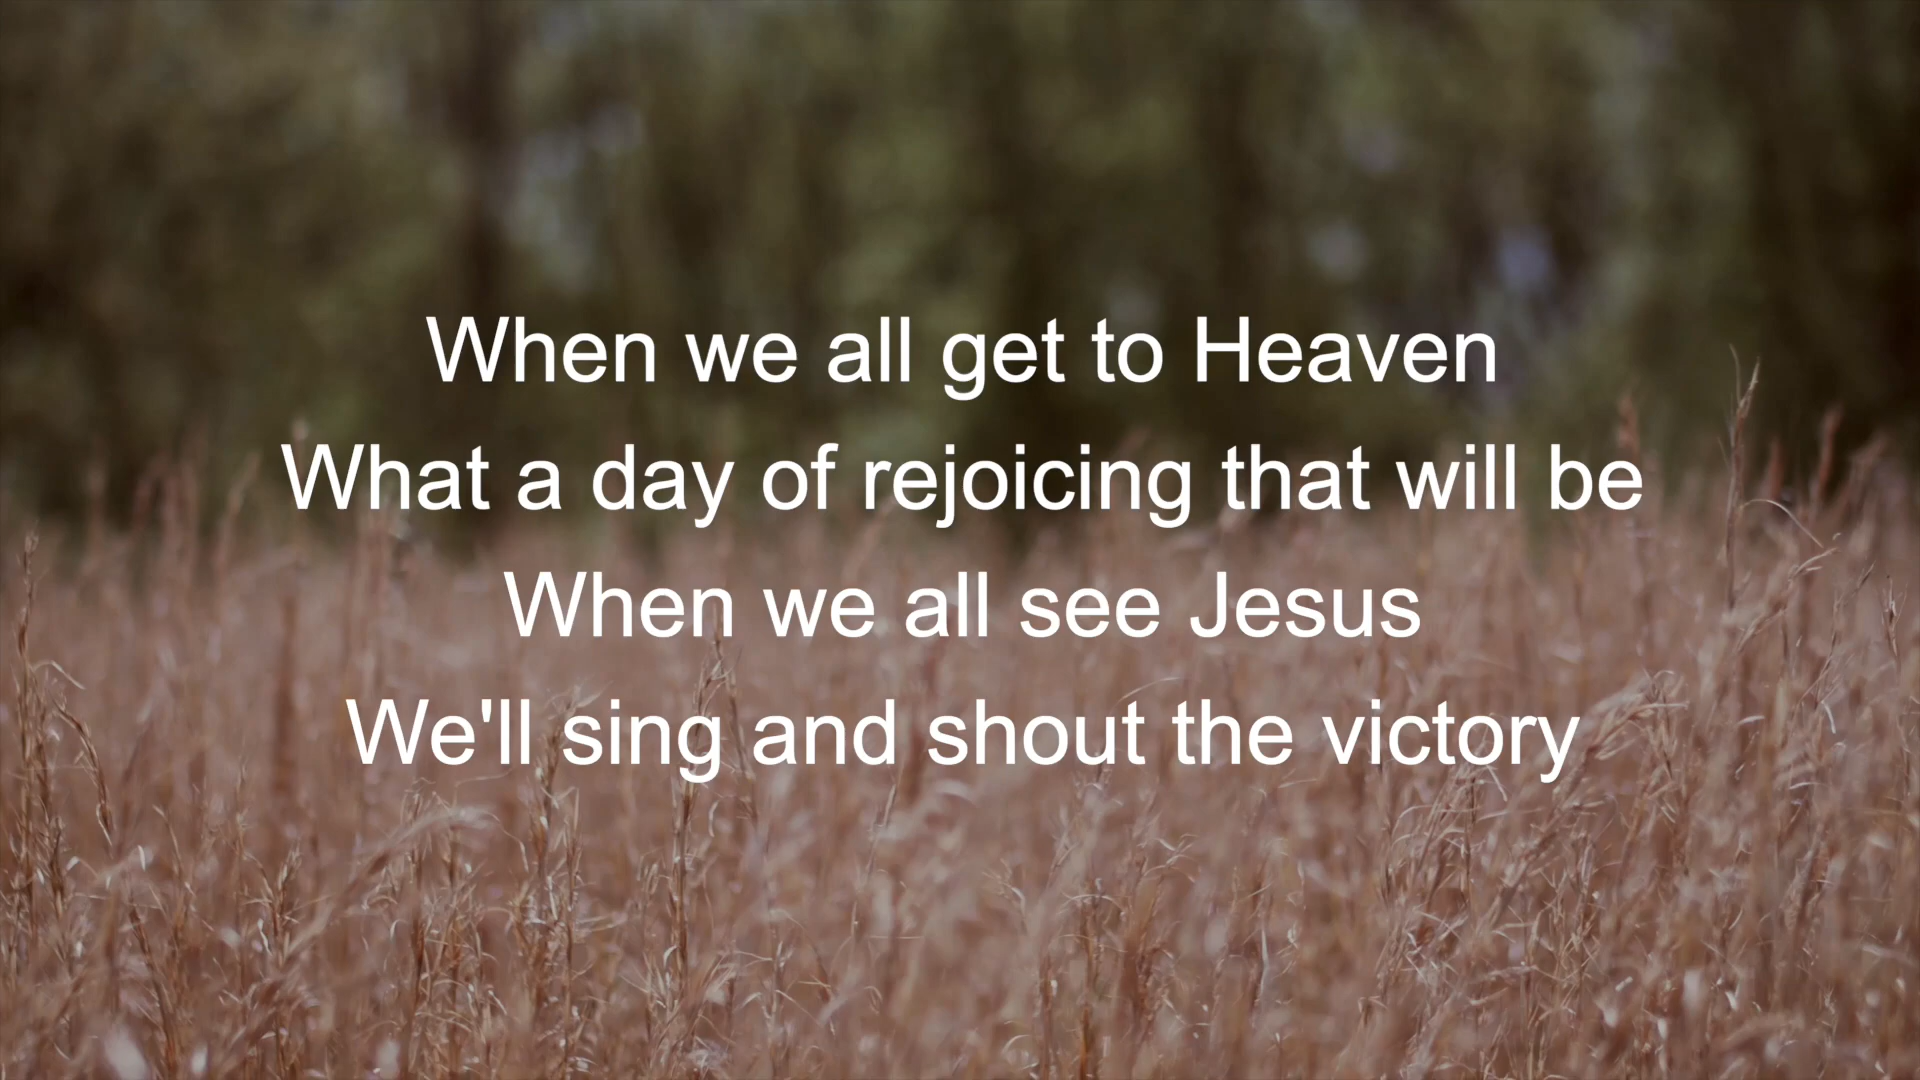 When we all get to Heaven
What a day of rejoicing that will be
When we all see Jesus
We'll sing and shout the victory